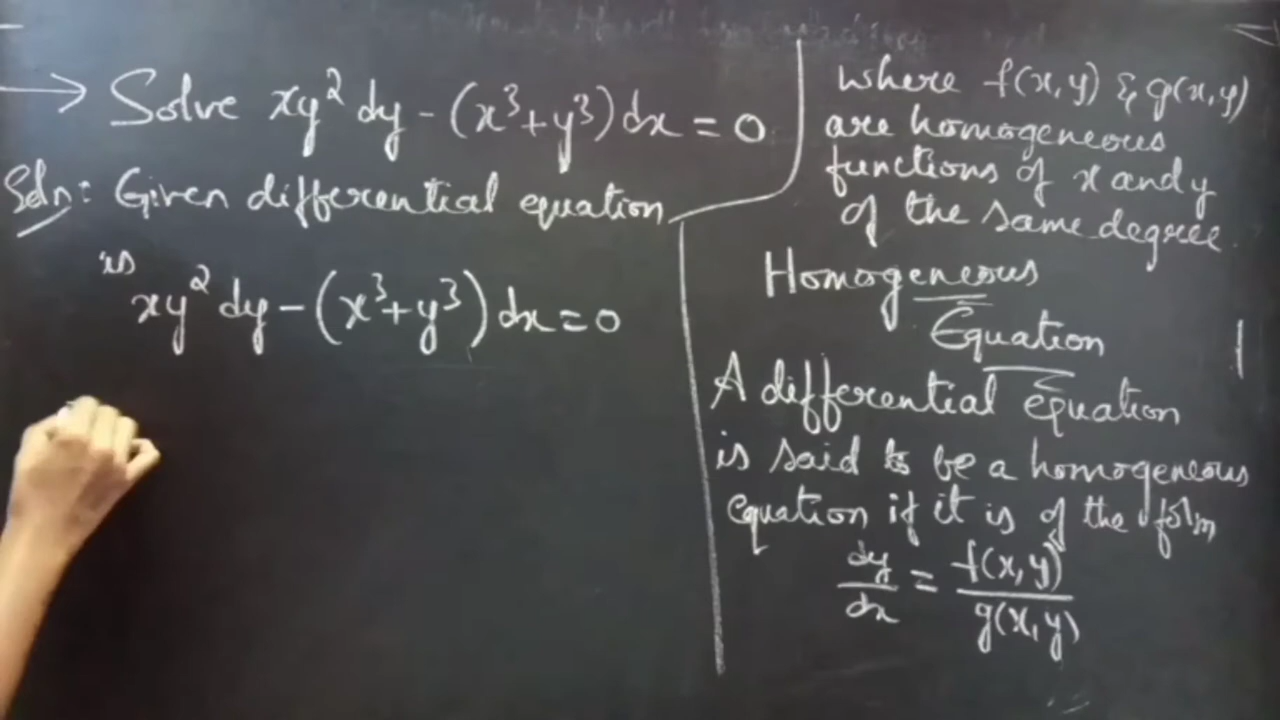 → Solve xy² dy - (x³+y³) dx = 0
Soln: Given differential equation
is
xy² dy - (x³+y³) dx = 0
where f(x,y) & g(x,y)
are homogeneous
functions of x and y
of the same degree.
Homogeneous
Equation
A differential equation
is said to be a homogeneous
equation if it is of the form
dy/dx = f(x,y)/g(x,y)